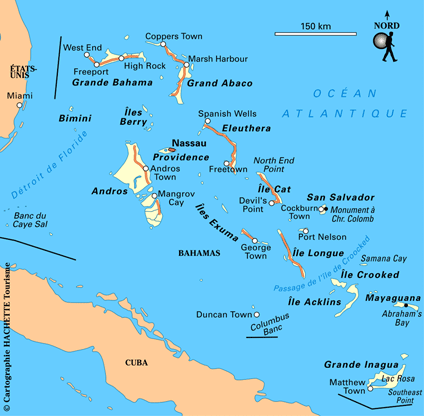 150 km
NORD
Coppers Town
West End
High Rock
Marsh Harbour
Freeport
Grande Bahama
Grand Abaco
ÉTATS-
UNIS
Miami
OCÉAN
ATLANTIQUE
Bimini
Îles
Berry
Spanish Wells
Eleuthera
Nassau
Providence
Détroit de Floride
Andros
Town
Freetown
North End
Point
Île Cat
Andros
Mangrov
Cay
Devil's
Point
San Salvador
Cockburn
Town
Monument à
Chr. Colomb
Banc du
Caye Sal
Îles Exuma
George
Town
Port Nelson
BAHAMAS
Île Longue
Passage de l'île de Croocked
Samana Cay
Île Crooked
Île Acklins
Mayaguana
Abraham's
Bay
Duncan Town
Columbus
Banc
CUBA
Grande Inagua
Matthew
Town
Lac Rosa
Southeast
Point
© Cartographie HACHETTE Tourisme